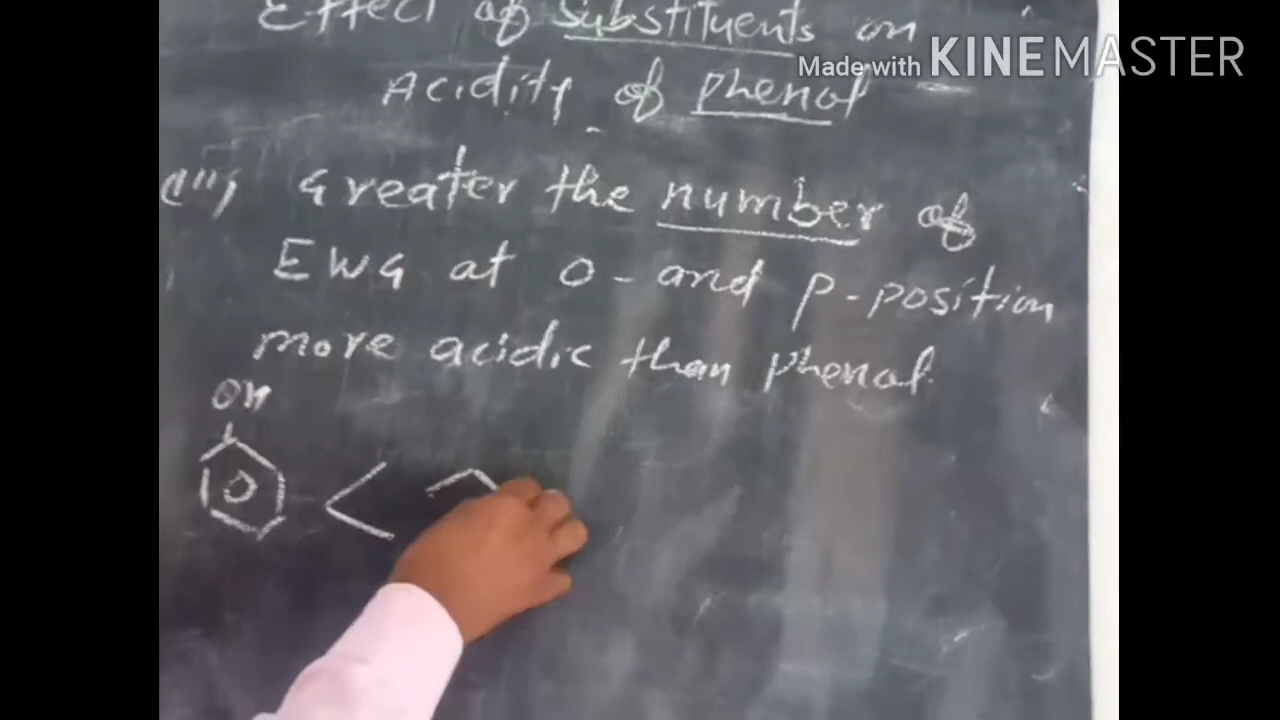 Effect of Substituents on
Made with KINEMASTER
Acidity of phenol
(iii) Greater the number of
EWG at o- and p-position
more acidic than phenol.
OH